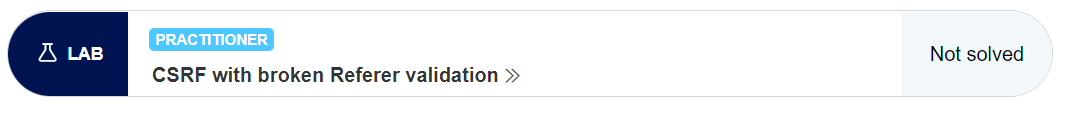 LAB
PRACTITIONER
CSRF with broken Referer validation
Not solved